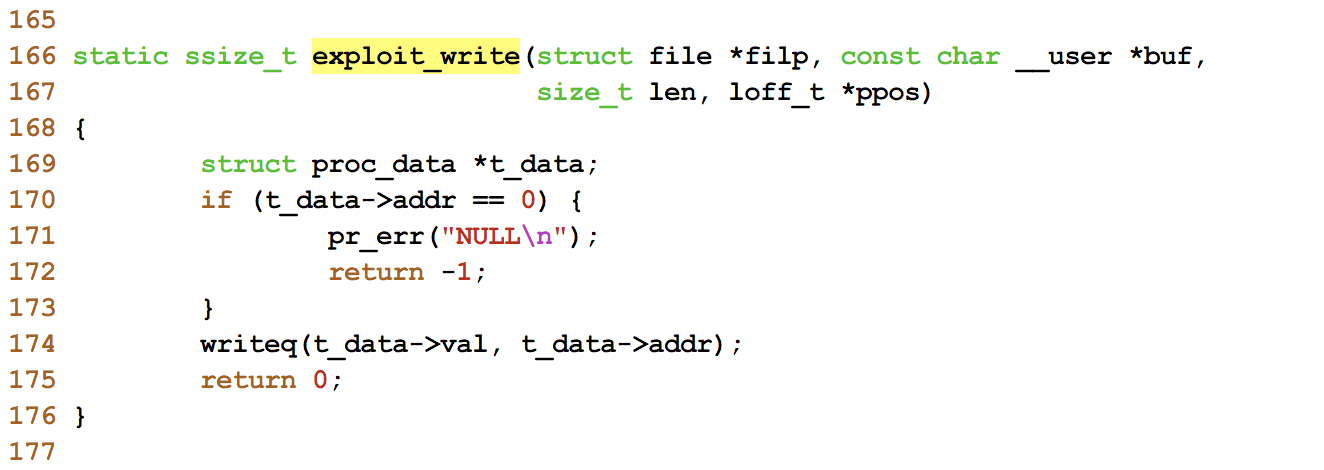 165
166 static ssize_t exploit_write(struct file *filp, const char __user *buf,
167                              size_t len, loff_t *ppos)
168 {
169         struct proc_data *t_data;
170         if (t_data->addr == 0) {
171                 pr_err("NULL\n");
172                 return -1;
173         }
174         writeq(t_data->val, t_data->addr);
175         return 0;
176 }
177